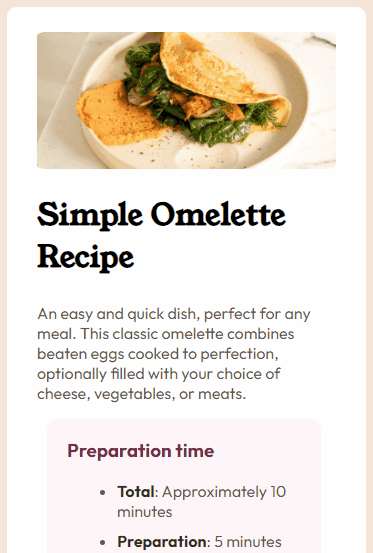 Simple Omelette
Recipe
An easy and quick dish, perfect for any
meal. This classic omelette combines
beaten eggs cooked to perfection,
optionally filled with your choice of
cheese, vegetables, or meats.
Preparation time
• Total: Approximately 10
minutes
• Preparation: 5 minutes